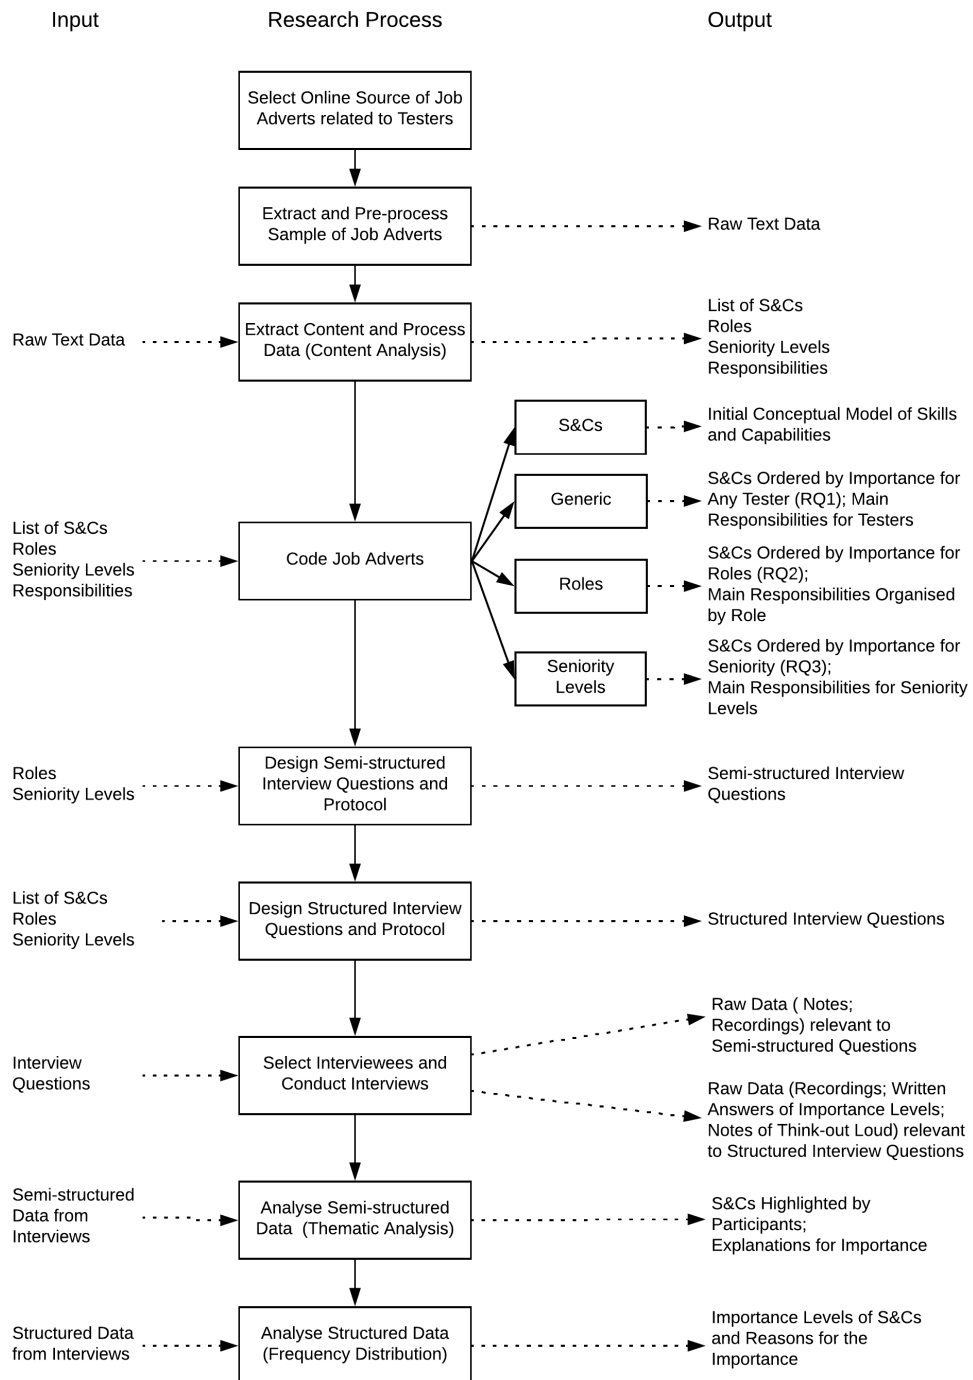 Input
Research Process
Output
Select Online Source of Job
Adverts related to Testers
Extract and Pre-process
Sample of Job Adverts
Raw Text Data
Raw Text Data
Extract Content and Process
Data (Content Analysis)
List of S&Cs
Roles
Seniority Levels
Responsibilities
List of S&Cs
Roles
Seniority Levels
Responsibilities
Code Job Adverts
S&Cs
Initial Conceptual Model of Skills
and Capabilities
Generic
S&Cs Ordered by Importance for
Any Tester (RQ1); Main
Responsibilities for Testers
Roles
S&Cs Ordered by Importance for
Roles (RQ2);
Main Responsibilities Organised
by Role
Seniority
Levels
S&Cs Ordered by Importance for
Seniority (RQ3);
Main Responsibilities for Seniority
Levels
Roles
Seniority Levels
Design Semi-structured
Interview Questions and
Protocol
Semi-structured Interview
Questions
List of S&Cs
Roles
Seniority Levels
Design Structured Interview
Questions and Protocol
Structured Interview Questions
Interview
Questions
Select Interviewees and
Conduct Interviews
Raw Data ( Notes;
Recordings) relevant to
Semi-structured Questions
Raw Data (Recordings; Written
Answers of Importance Levels;
Notes of Think-out Loud) relevant
to Structured Interview Questions
Semi-structured
Data from
Interviews
Analyse Semi-structured
Data  (Thematic Analysis)
S&Cs Highlighted by
Participants;
Explanations for Importance
Structured Data
from Interviews
Analyse Structured Data
(Frequency Distribution)
Importance Levels of S&Cs
and Reasons for the
Importance